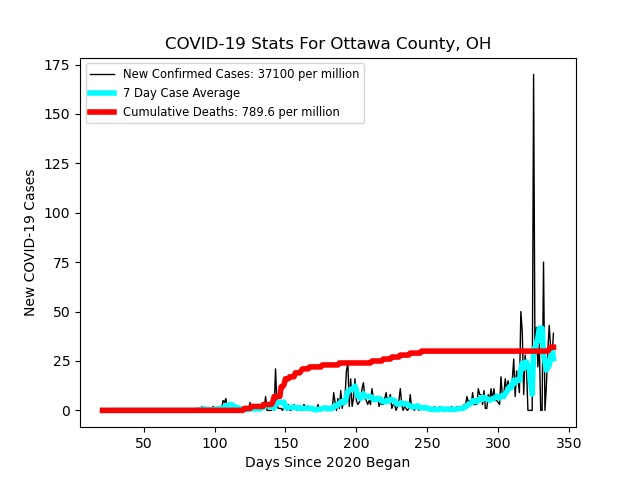 COVID-19 Stats For Ottawa County, OH
New Confirmed Cases: 37100 per million
7 Day Case Average
Cumulative Deaths: 789.6 per million
175
150
125
100
75
50
25
0
New COVID-19 Cases
50 100 150 200 250 300 350
Days Since 2020 Began